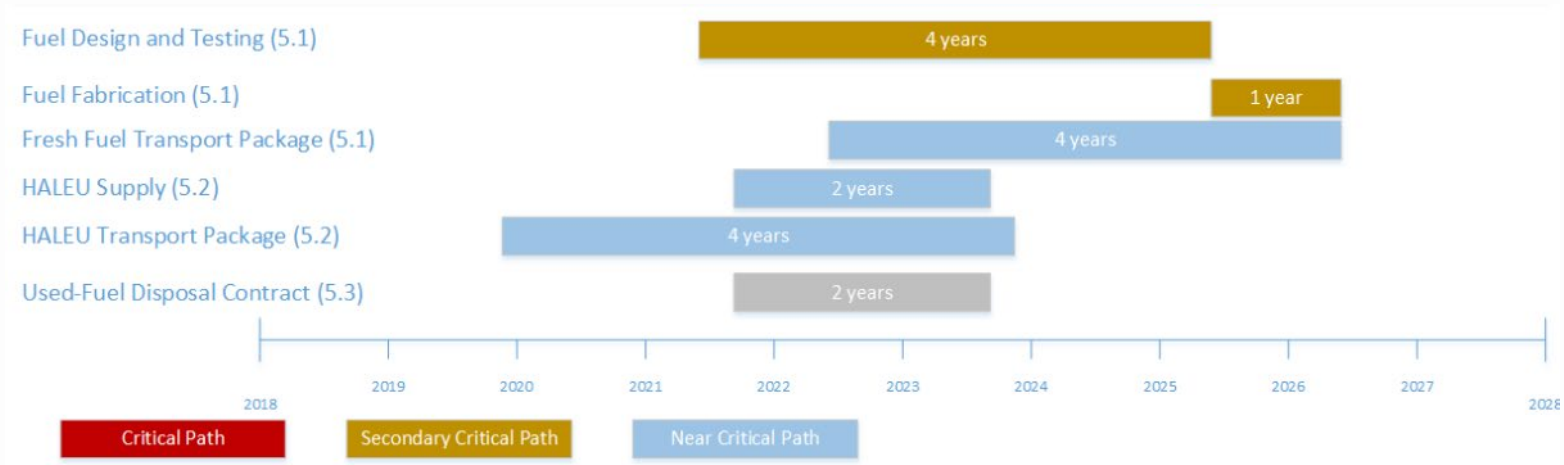 Fuel Design and Testing (5.1)
4 years
Fuel Fabrication (5.1)
1 year
Fresh Fuel Transport Package (5.1)
4 years
HALEU Supply (5.2)
2 years
HALEU Transport Package (5.2)
4 years
Used-Fuel Disposal Contract (5.3)
2 years
2019 2020 2021 2022 2023 2024 2025 2026 2027
2018 2028
Critical Path
Secondary Critical Path
Near Critical Path